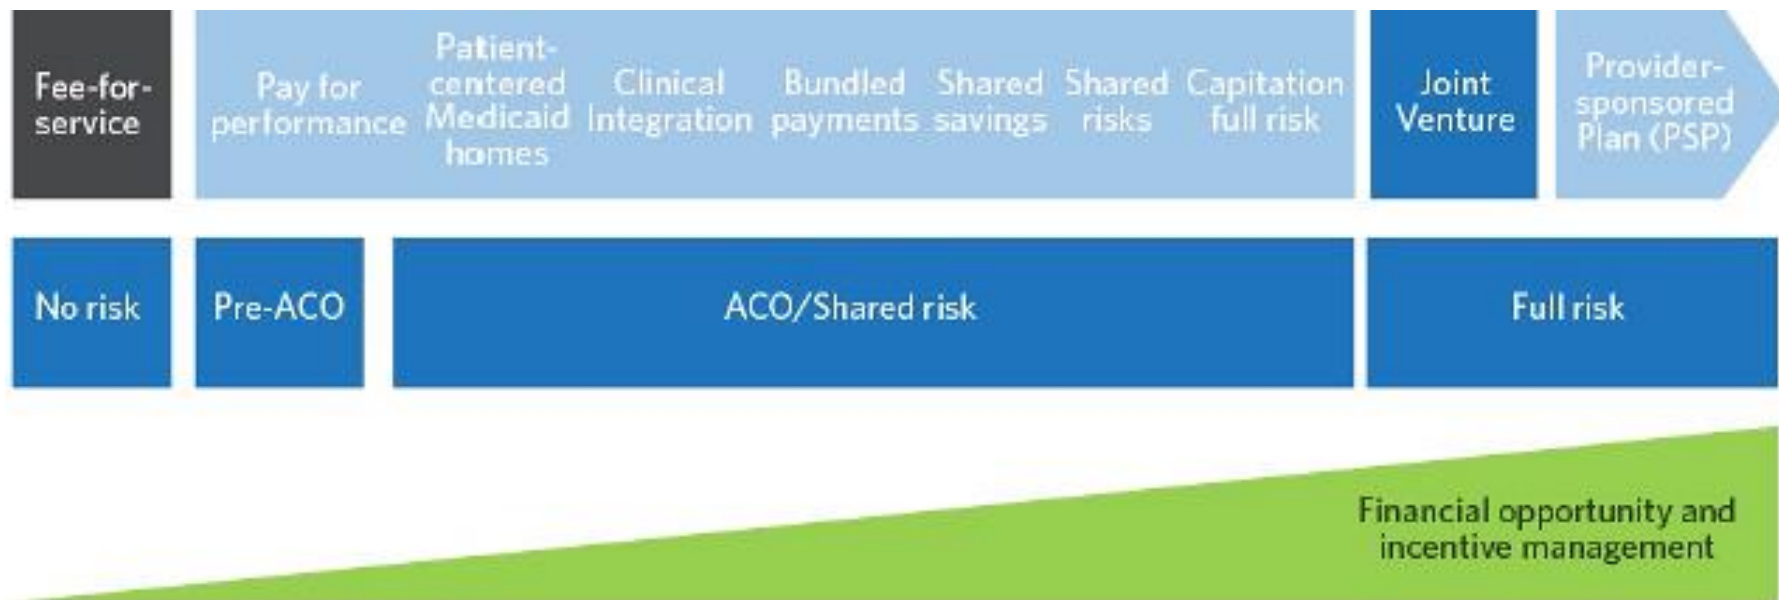 Fee-for-
service
Pay for
performance
Patient-
centered
Medicaid
homes
Clinical
Integration
Bundled
payments
Shared
savings
Shared
risks
Capitation
full risk
Joint
Venture
Provider-
sponsored
Plan (PSP)
No risk
Pre-ACO
ACO/Shared risk
Full risk
Financial opportunity and
incentive management